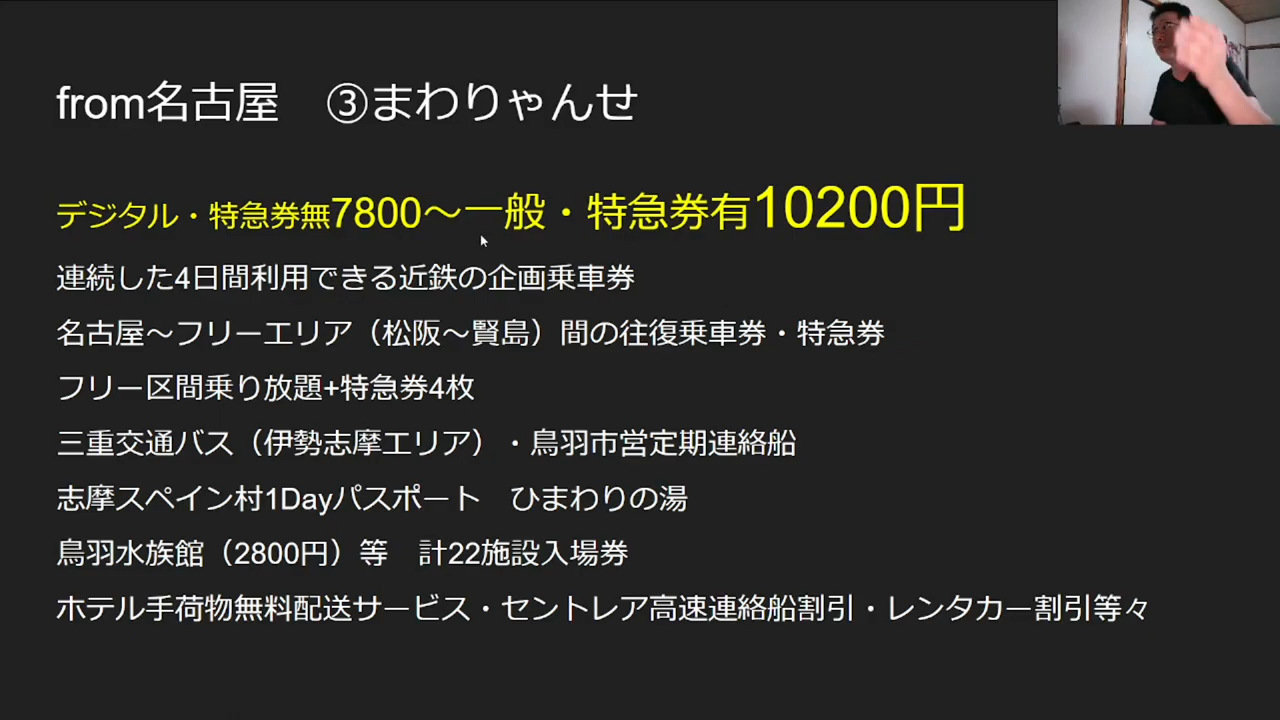 from名古屋　③まわりゃんせ
デジタル・特急券無7800～一般・特急券有10200円
連続した4日間利用できる近鉄の企画乗車券
名古屋～フリーエリア（松阪～賢島）間の往復乗車券・特急券
フリー区間乗り放題+特急券4枚
三重交通バス（伊勢志摩エリア）・鳥羽市営定期連絡船
志摩スペイン村1Dayパスポート　ひまわりの湯
鳥羽水族館（2800円）等　計22施設入場券
ホテル手荷物無料配送サービス・セントレア高速連絡船割引・レンタカー割引等々